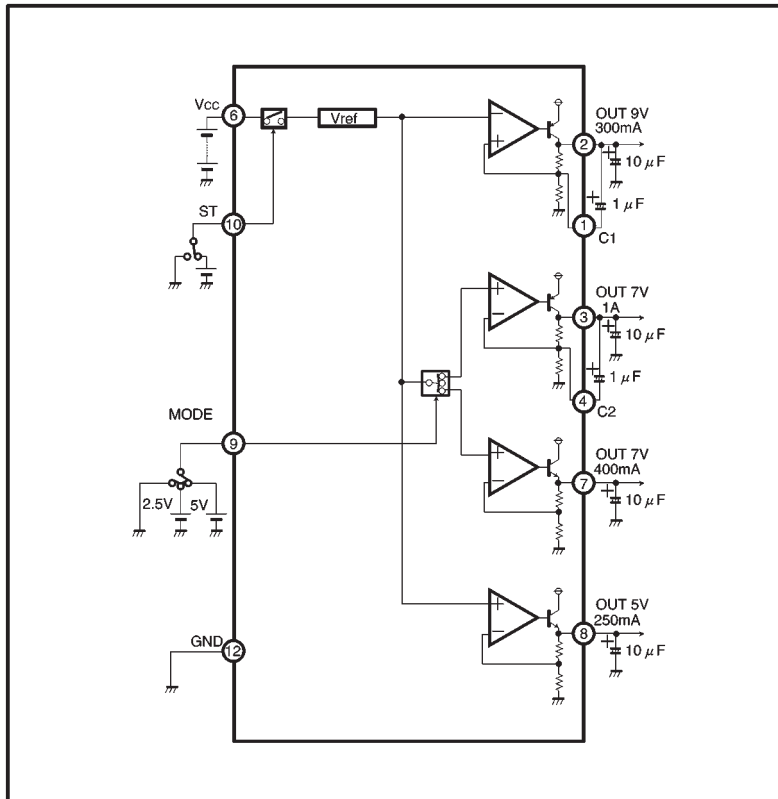 Vcc
6
Vref
− +
2
OUT 9V
300mA
+
10 μF
+
1 μF
1
C1
ST
10
+ −
3
OUT 7V
1A
+
10 μF
+
1 μF
4
C2
MODE
9
2.5V
5V
+ −
7
OUT 7V
400mA
+
10 μF
+ −
8
OUT 5V
250mA
+
10 μF
GND
12